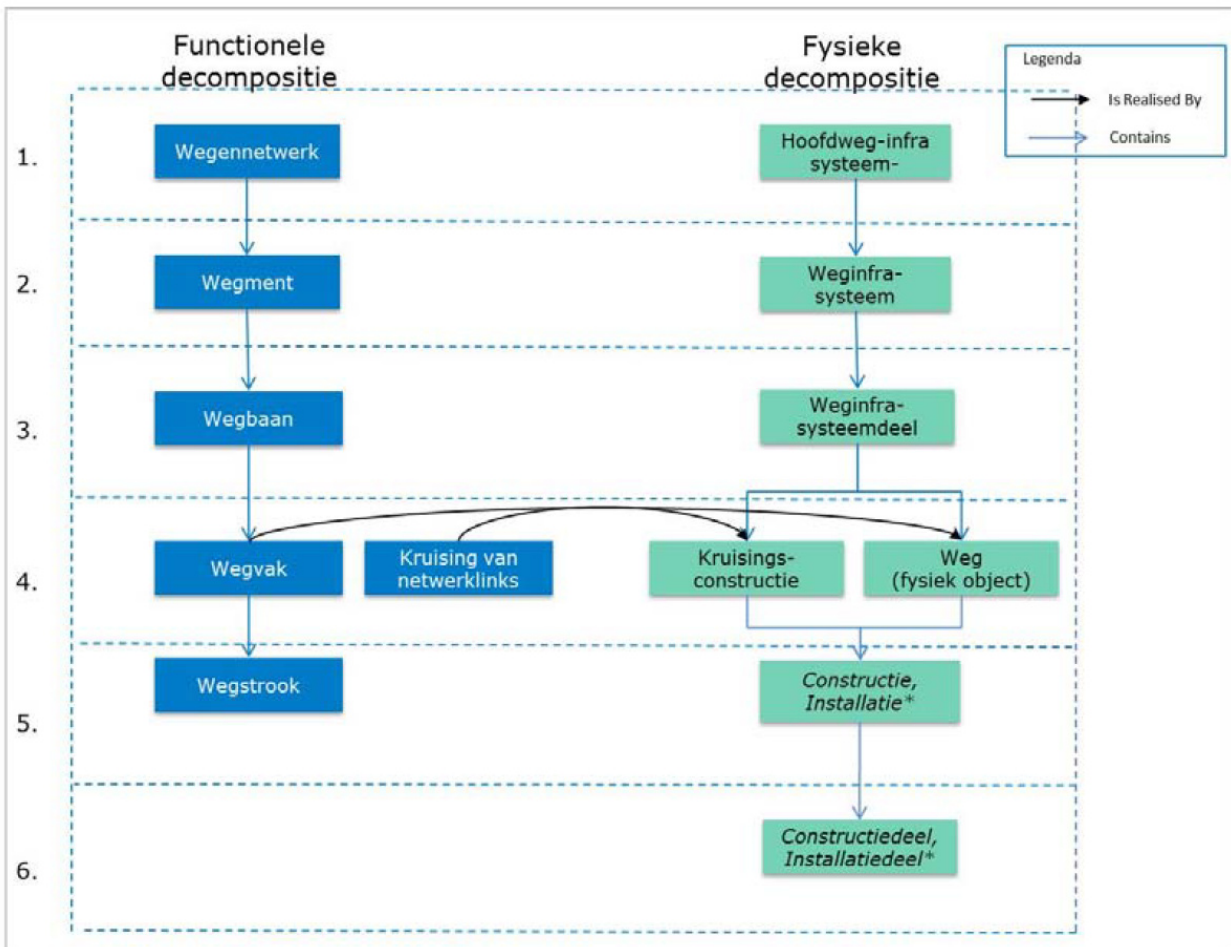 Functionele
decompositie
Fysieke
decompositie
Legenda
Is Realised By
Contains
1.
Wegennetwerk
Hoofdweg-infra
systeem-
2.
Wegment
Weginfra-
systeem
3.
Wegbaan
Weginfra-
systeemdeel
4.
Wegvak
Kruising van
netwerklinks
Kruisings-
constructie
Weg
(fysiek object)
5.
Wegstrook
Constructie,
Installatie*
6.
Constructiedeel,
Installatiedeel*